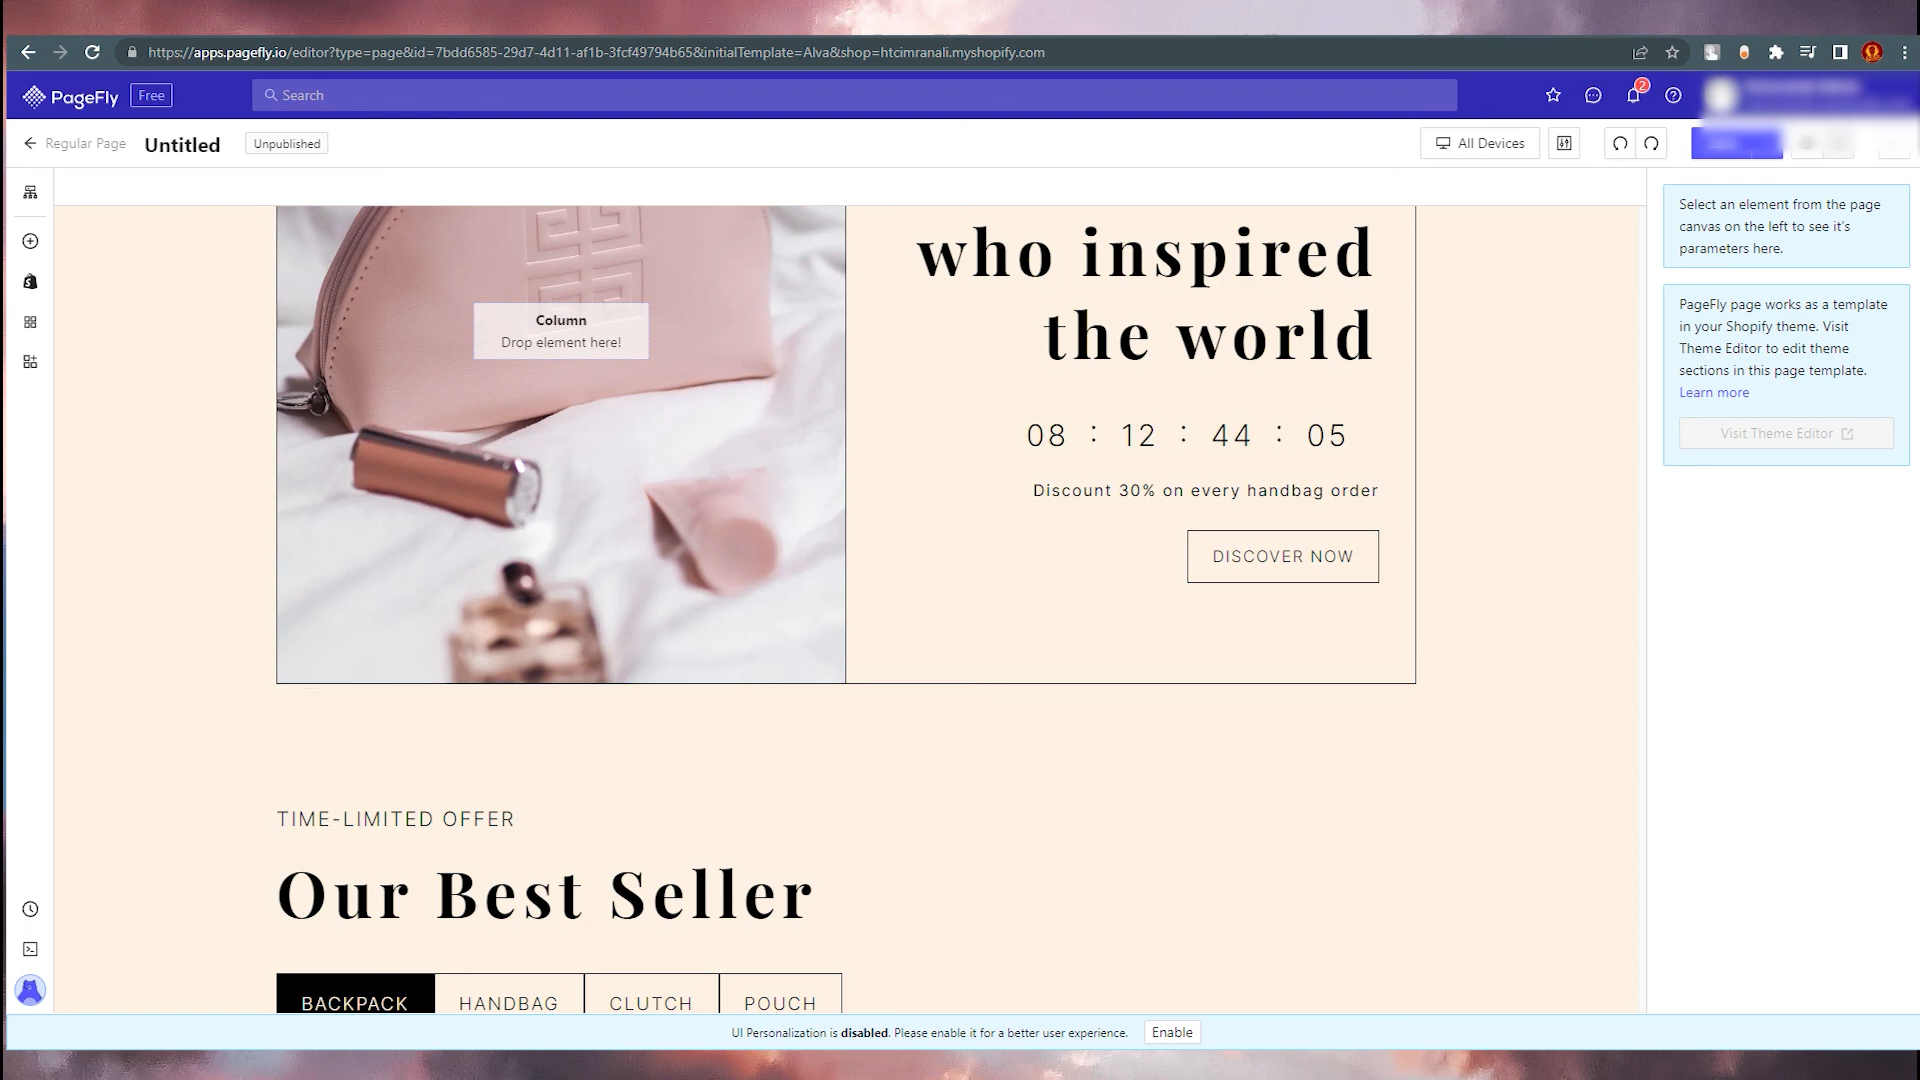 https://apps.pagefly.io/editor?type=page&id=7bdd6585-29d7-4d11-af1b-3fcf49794b65&initialTemplate=Alva&shop=htcimranali.myshopify.com
PageFly Free
Search
2
Regular Page Untitled Unpublished
All Devices
Select an element from the page
canvas on the left to see it's
parameters here.
PageFly page works as a template
in your Shopify theme. Visit
Theme Editor to edit theme
sections in this page template.
Learn more
Visit Theme Editor
Column
Drop element here!
who inspired
the world
08 : 12 : 44 : 05
Discount 30% on every handbag order
DISCOVER NOW
TIME-LIMITED OFFER
Our Best Seller
BACKPACK HANDBAG CLUTCH POUCH
UI Personalization is disabled. Please enable it for a better user experience. Enable